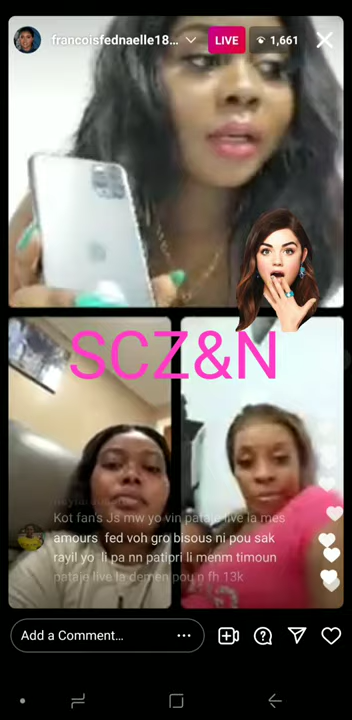 francoisfednaelle18...
LIVE
1,661
SCZ&N
Kot fan's Js mw yo vin pataje live la mes
amours fed voh gro bisous ni pou sak
rayil yo li pa nn patipri li menm timoun
pataje live la demen pou n fh 13k
Add a Comment...